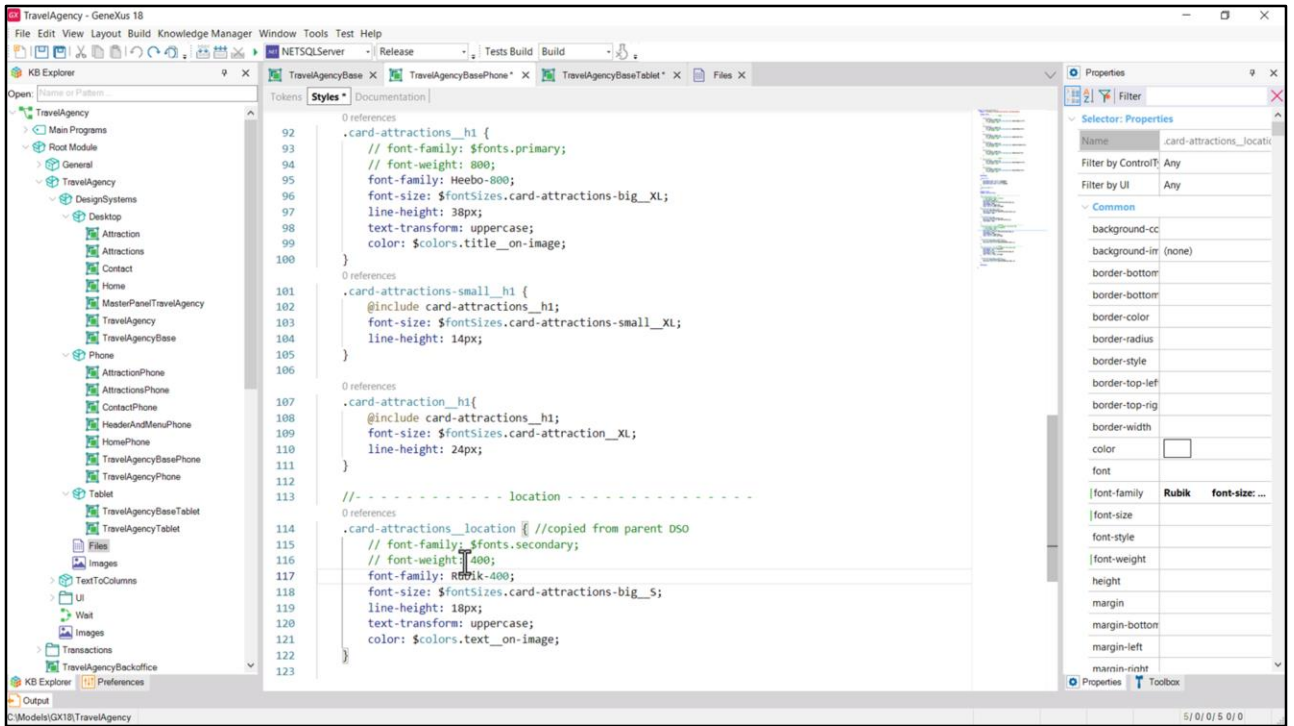 GX TravelAgency - GeneXus 18
File Edit View Layout Build Knowledge Manager Window Tools Test Help
NETSQLServer Release Tests Build Build
KB Explorer
TravelAgencyBase TravelAgencyBasePhone * TravelAgencyBaseTablet * Files
Properties
Open: Name or Pattern...
Tokens Styles * Documentation
Filter
TravelAgency
Main Programs
Root Module
General
TravelAgency
DesignSystems
Desktop
Attraction
Attractions
Contact
Home
MasterPanelTravelAgency
TravelAgency
TravelAgencyBase
Phone
AttractionPhone
AttractionsPhone
ContactPhone
HeaderAndMenuPhone
HomePhone
TravelAgencyBasePhone
TravelAgencyPhone
Tablet
TravelAgencyBaseTablet
TravelAgencyTablet
Files
Images
TextToColumns
UI
Wait
Images
Transactions
TravelAgencyBackoffice
KB Explorer Preferences
Output
C:\Models\GX18\TravelAgency
0 references
92 .card-attractions__h1 {
93 // font-family: $fonts.primary;
94 // font-weight: 800;
95 font-family: Heebo-800;
96 font-size: $fontSizes.card-attractions-big__XL;
97 line-height: 38px;
98 text-transform: uppercase;
99 color: $colors.title__on-image;
100 }
0 references
101 .card-attractions-small__h1 {
102 @include card-attractions__h1;
103 font-size: $fontSizes.card-attractions-small__XL;
104 line-height: 14px;
105 }
106
0 references
107 .card-attraction__h1{
108 @include card-attractions__h1;
109 font-size: $fontSizes.card-attraction__XL;
110 line-height: 24px;
111 }
112
113 //- - - - - - - - - - - - location - - - - - - - - - - - - - - -
0 references
114 .card-attractions__location { //copied from parent DSO
115 // font-family: $fonts.secondary;
116 // font-weight: 400;
117 font-family: Rubik-400;
118 font-size: $fontSizes.card-attractions-big__S;
119 line-height: 18px;
120 text-transform: uppercase;
121 color: $colors.text__on-image;
122 }
123
Selector: Properties
Name .card-attractions__locatic
Filter by ControlT Any
Filter by UI Any
Common
background-cc
background-im (none)
border-bottom
border-bottom
border-color
border-radius
border-style
border-top-left
border-top-rig
border-width
color
font
font-family Rubik font-size: ...
font-size
font-style
font-weight
height
margin
margin-bottom
margin-left
margin-right
Properties Toolbox
5/0/0/5 0/0